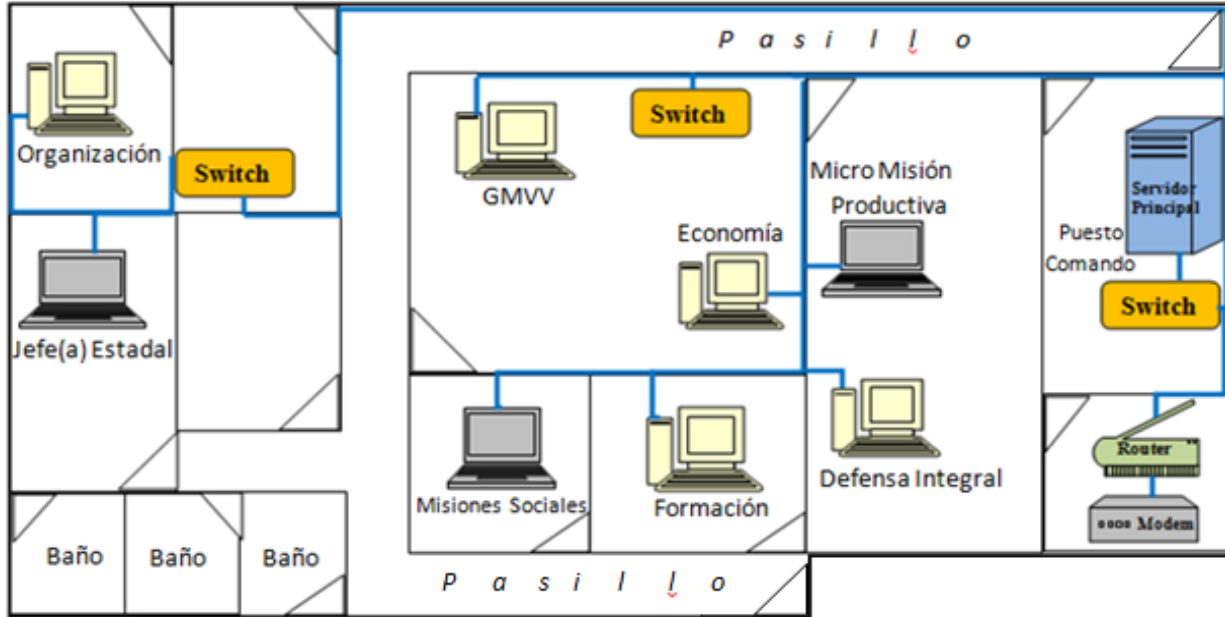 P a s i l l o
Organización
Switch
Jefe(a) Estadal
Switch
GMVV
Economía
Micro Misión
Productiva
Servidor
Principal
Puesto
Comando
Switch
Misiones Sociales
Formación
Defensa Integral
Router
Modem
Baño
Baño
Baño
P a s i l l o